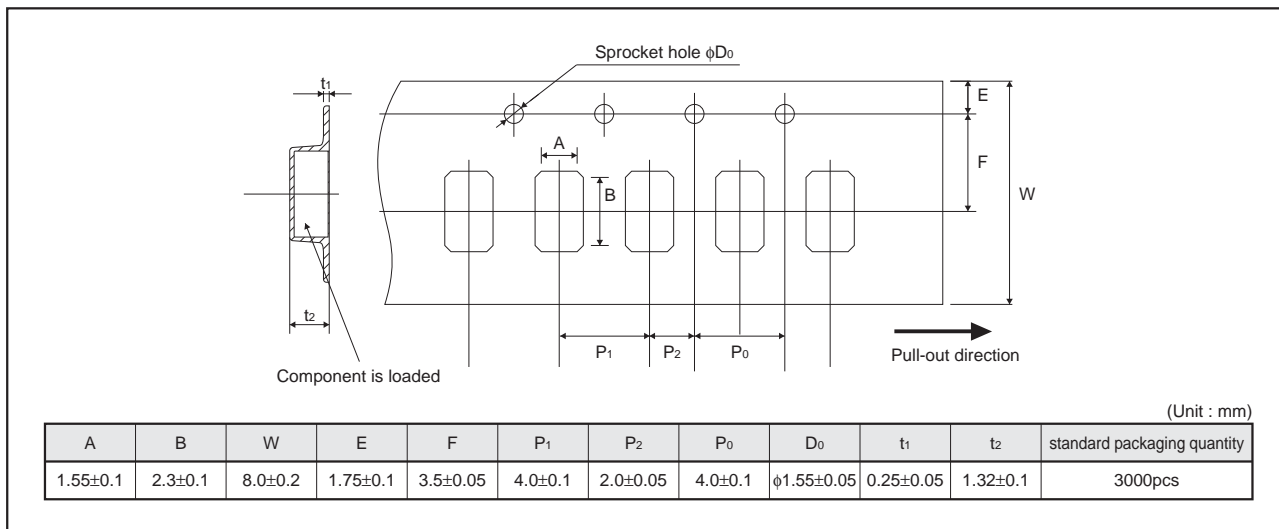 Sprocket hole ϕD0
t1
E
A
F
B
W
t2
P1
P2
P0
Pull-out direction
Component is loaded
(Unit : mm)
A B W E F P1 P2 P0 D0 t1 t2 standard packaging quantity
1.55±0.1 2.3±0.1 8.0±0.2 1.75±0.1 3.5±0.05 4.0±0.1 2.0±0.05 4.0±0.1 ϕ1.55±0.05 0.25±0.05 1.32±0.1 3000pcs